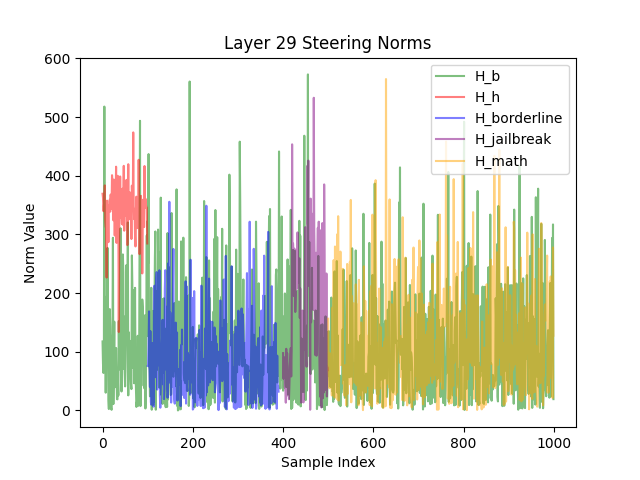 Layer 29 Steering Norms
H_b
H_h
H_borderline
H_jailbreak
H_math
Norm Value
600
500
400
300
200
100
0
0 200 400 600 800 1000
Sample Index